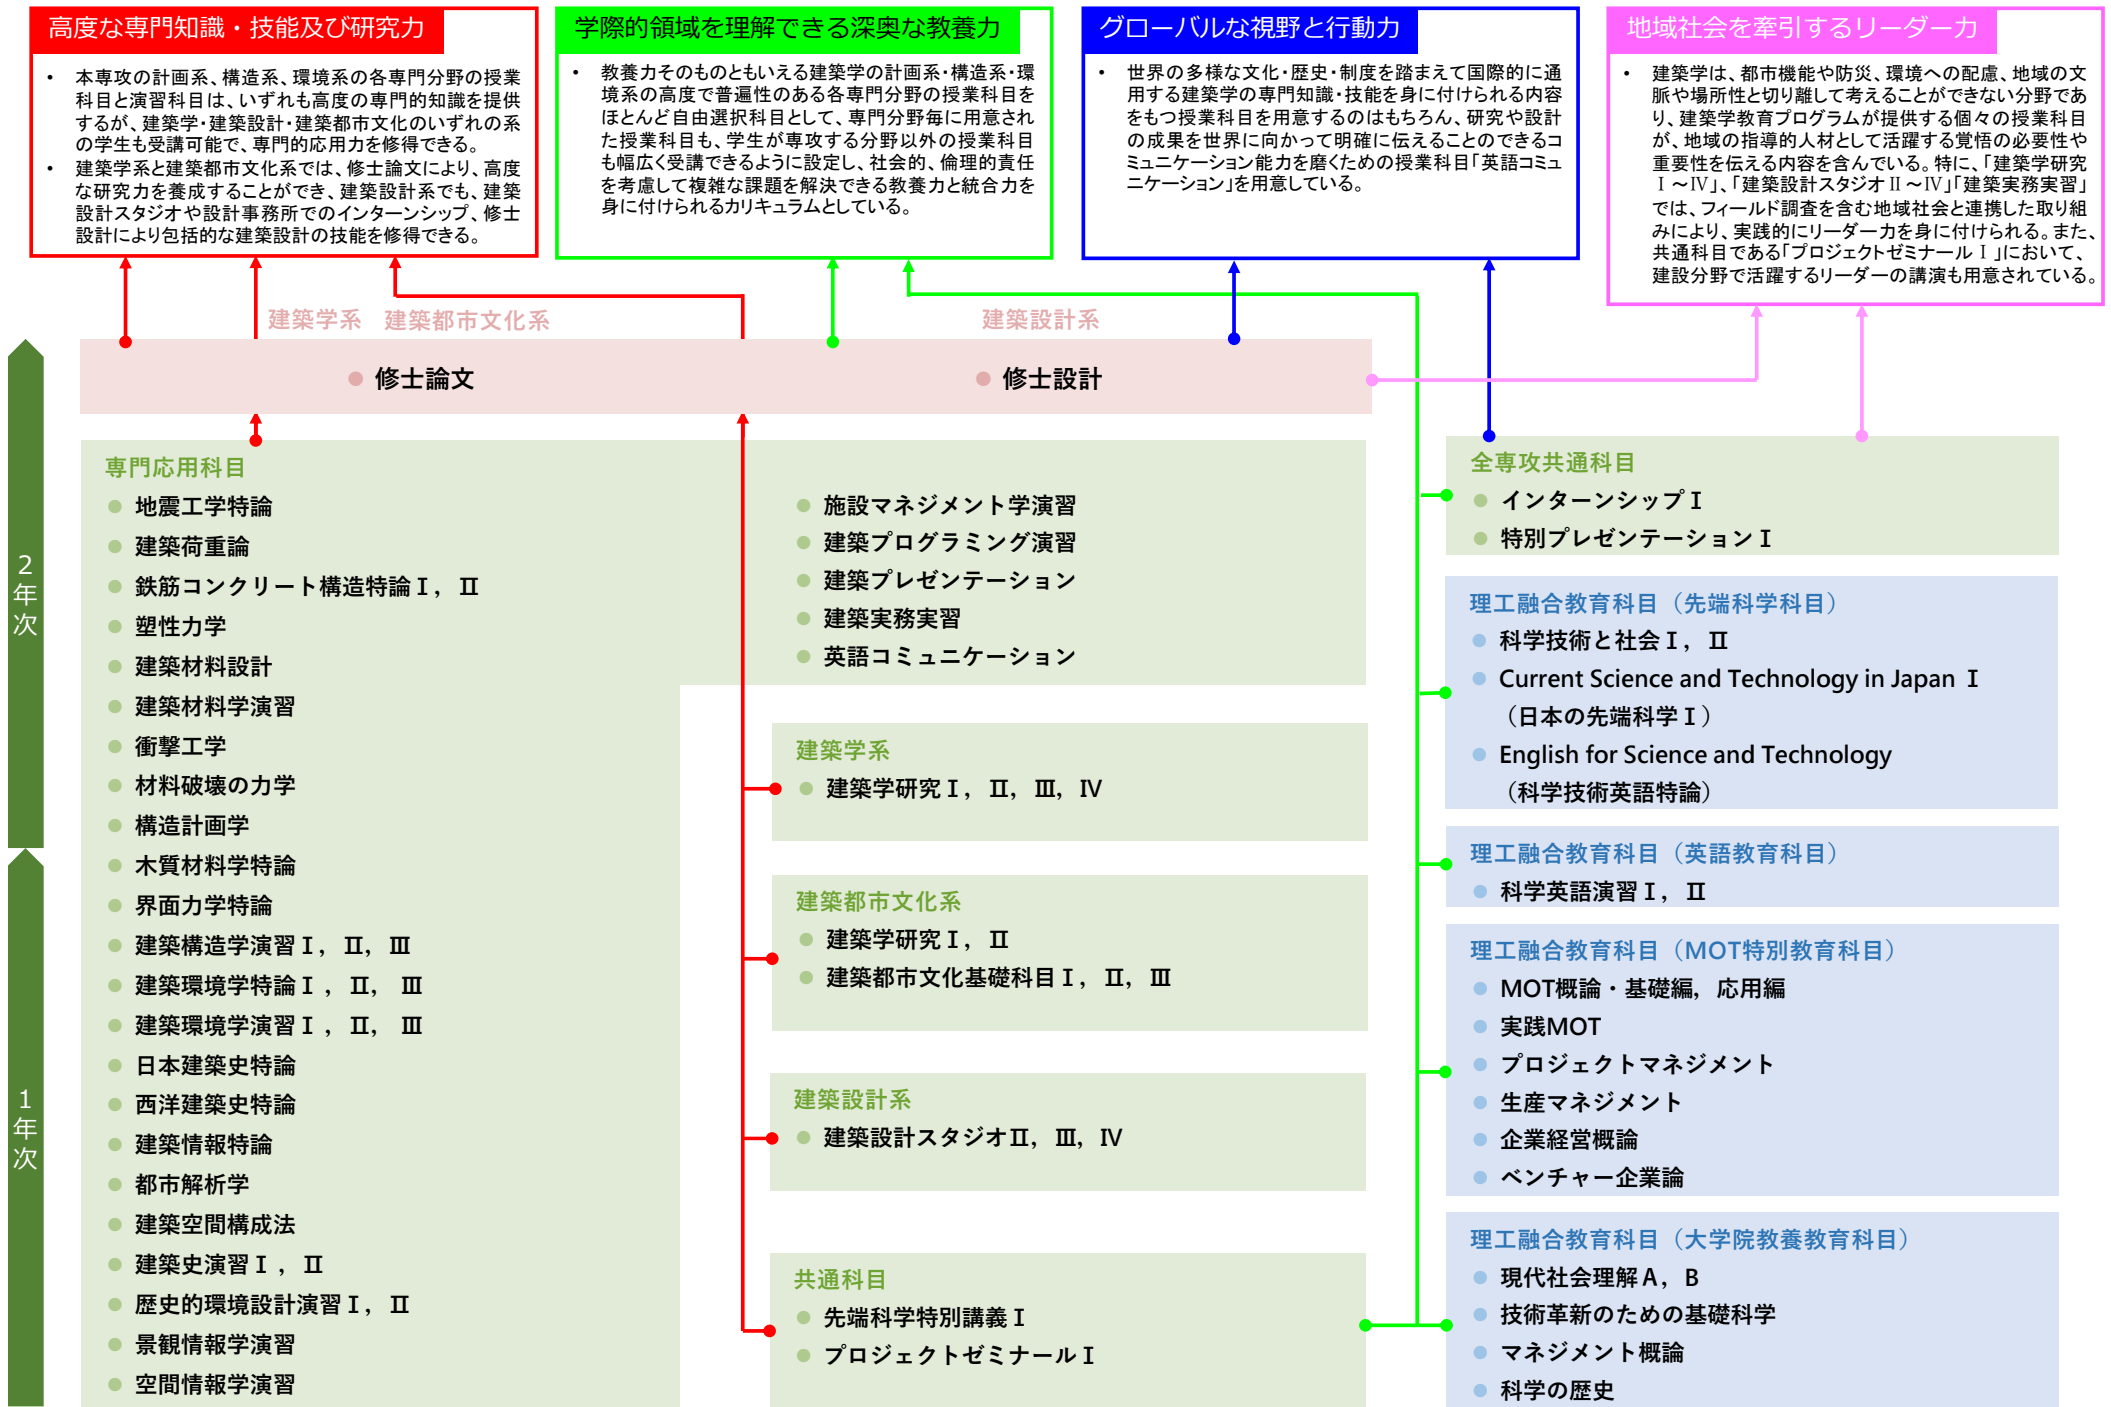 高度な専門知識・技能及び研究力
• 本専攻の計画系、構造系、環境系の各専門分野の授業
科目と演習科目は、いずれも高度の専門的知識を提供
するが、建築学・建築設計・建築都市文化のいずれの系
の学生も受講可能で、専門的応用力を修得できる。
• 建築学系と建築都市文化系では、修士論文により、高度
な研究力を養成することができ、建築設計系でも、建築
設計スタジオや設計事務所でのインターンシップ、修士
設計により包括的な建築設計の技能を修得できる。
学際的領域を理解できる深奥な教養力
• 教養力そのものともいえる建築学の計画系・構造系・環
境系の高度で普遍性のある各専門分野の授業科目を
ほとんど自由選択科目として、専門分野毎に用意され
た授業科目も、学生が専攻する分野以外の授業科目
も幅広く受講できるように設定し、社会的、倫理的責任
を考慮して複雑な課題を解決できる教養力と統合力を
身に付けられるカリキュラムとしている。
グローバルな視野と行動力
• 世界の多様な文化・歴史・制度を踏まえて国際的に通
用する建築学の専門知識・技能を身に付けられる内容
をもつ授業科目を用意するのはもちろん、研究や設計
の成果を世界に向かって明確に伝えることのできるコ
ミュニケーション能力を磨くための授業科目「英語コミュ
ニケーション」を用意している。
地域社会を牽引するリーダー力
• 建築学は、都市機能や防災、環境への配慮、地域の文
脈や場所性と切り離して考えることができない分野であ
り、建築学教育プログラムが提供する個々の授業科目
が、地域の指導的人材として活躍する覚悟の必要性や
重要性を伝える内容を含んでいる。特に、「建築学研究
Ⅰ～Ⅳ」、「建築設計スタジオⅡ～Ⅳ」「建築実務実習」
では、フィールド調査を含む地域社会と連携した取り組
みにより、実践的にリーダー力を身に付けられる。また、
共通科目である「プロジェクトゼミナールⅠ」において、
建設分野で活躍するリーダーの講演も用意されている。
建築学系 建築都市文化系
建築設計系
修士論文
修士設計
2年次
1年次
専門応用科目
地震工学特論
建築荷重論
鉄筋コンクリート構造特論Ⅰ，Ⅱ
塑性力学
建築材料設計
建築材料学演習
衝撃工学
材料破壊の力学
構造計画学
木質材料学特論
界面力学特論
建築構造学演習Ⅰ，Ⅱ，Ⅲ
建築環境学特論Ⅰ，Ⅱ，Ⅲ
建築環境学演習Ⅰ，Ⅱ，Ⅲ
日本建築史特論
西洋建築史特論
建築情報特論
都市解析学
建築空間構成法
建築史演習Ⅰ，Ⅱ
歴史的環境設計演習Ⅰ，Ⅱ
景観情報学演習
空間情報学演習
施設マネジメント学演習
建築プログラミング演習
建築プレゼンテーション
建築実務実習
英語コミュニケーション
建築学系
建築学研究Ⅰ，Ⅱ，Ⅲ，Ⅳ
建築都市文化系
建築学研究Ⅰ，Ⅱ
建築都市文化基礎科目Ⅰ，Ⅱ，Ⅲ
建築設計系
建築設計スタジオⅡ，Ⅲ，Ⅳ
共通科目
先端科学特別講義Ⅰ
プロジェクトゼミナールⅠ
全専攻共通科目
インターンシップⅠ
特別プレゼンテーションⅠ
理工融合教育科目（先端科学科目）
科学技術と社会Ⅰ，Ⅱ
Current Science and Technology in Japan Ⅰ
（日本の先端科学Ⅰ）
English for Science and Technology
（科学技術英語特論）
理工融合教育科目（英語教育科目）
科学英語演習Ⅰ，Ⅱ
理工融合教育科目（MOT特別教育科目）
MOT概論・基礎編，応用編
実践MOT
プロジェクトマネジメント
生産マネジメント
企業経営概論
ベンチャー企業論
理工融合教育科目（大学院教養教育科目）
現代社会理解A，B
技術革新のための基礎科学
マネジメント概論
科学の歴史